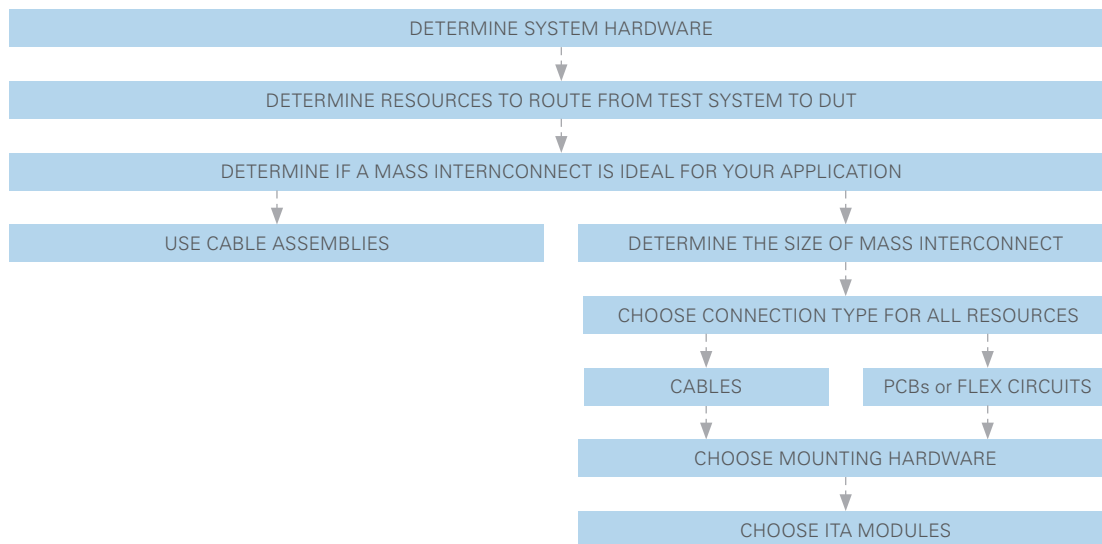 DETERMINE SYSTEM HARDWARE
DETERMINE RESOURCES TO ROUTE FROM TEST SYSTEM TO DUT
DETERMINE IF A MASS INTERNCONNECT IS IDEAL FOR YOUR APPLICATION
USE CABLE ASSEMBLIES
DETERMINE THE SIZE OF MASS INTERCONNECT
CHOOSE CONNECTION TYPE FOR ALL RESOURCES
CABLES
PCBs or FLEX CIRCUITS
CHOOSE MOUNTING HARDWARE
CHOOSE ITA MODULES